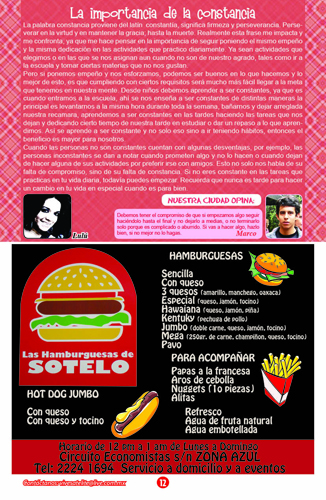 La importancia de la constancia
La palabra constancia proviene del latín: constantia, significa firmeza y perseverancia. Perse-
verar en la virtud y en mantener la gracia, hasta la muerte. Realmente esta frase me impacta y
me confronta; ya que me hace pensar en la importancia de seguir poniendo el mismo empeño
y la misma dedicación en las actividades que practico diariamente. Ya sean actividades que
elegimos o en las que se nos asignan aun cuando no son de nuestro agrado, tales como ir a
la escuela y tomar ciertas materias que no nos gustan.
Pero si ponemos empeño y nos esforzamos, podemos ser buenos en lo que hacemos y lo
mejor de esto, es que cumpliendo con ciertos requisitos será mucho más fácil llegar a la meta
que tenemos en nuestra mente. Desde niños debemos aprender a ser constantes, ya que es
cuando entramos a la escuela, ahí se nos enseña a ser constantes de distintas maneras la
principal es levantarnos a la misma hora durante toda la semana, bañarnos y dejar arreglada
nuestra recamara, aprendemos a ser constantes en las tardes haciendo las tareas que nos
dejan y dedicando cierto tiempo de nuestra tarde en estudiar o dar un repaso a lo que apren-
dimos. Así se aprende a ser constante y no solo eso sino a ir teniendo hábitos, entonces el
beneficio es mayor para nosotros.
Cuando las personas no son constantes cuentan con algunas desventajas, por ejemplo, las
personas inconstantes se dan a notar cuando prometen algo y no lo hacen o cuando dejan
de hacer alguna de sus actividades por preferir irse con amigos. Esto no solo nos habla de su
falta de compromiso, sino de su falta de constancia. Si no eres constante en las tareas que
practicas en tu vida diaria, todavía puedes empezar. Recuerda que nunca es tarde para hacer
un cambio en tu vida en especial cuando es para bien.
NUESTRA CIUDAD OPINA:
Debemos tener el compromiso de que si empezamos algo seguir
haciéndolo hasta el final y no dejarlo a medias, o no terminarlo
solo porque es complicado o aburrido. Si vas a hacer algo, hazlo
bien, si no mejor no lo hagas.
Marco
Lulú
Las Hamburguesas de
SOTELO
HOT DOG JUMBO
Con queso
Con queso y tocino
HAMBURGUESAS
Sencilla
Con queso
3 quesos (amarillo, manchego, oaxaca)
Especial (queso, jamón, tocino)
Hawaiana (queso, jamón, piña)
Kentuky (pechuga de pollo)
Jumbo (doble carne, queso, jamón, tocino)
Mega (250gr. de carne, champiñon, queso, tocino)
Pavo
PARA ACOMPAÑAR
Papas a la francesa
Aros de cebolla
Nuggets (10 piezas)
Alitas
Refresco
Agua de fruta natural
Agua embotellada
Horario de 12 pm a 1 am de Lunes a Domingo
Circuito Economistas s/n ZONA AZUL
Tel: 2224 1694 Servicio a domicilio y a eventos
12